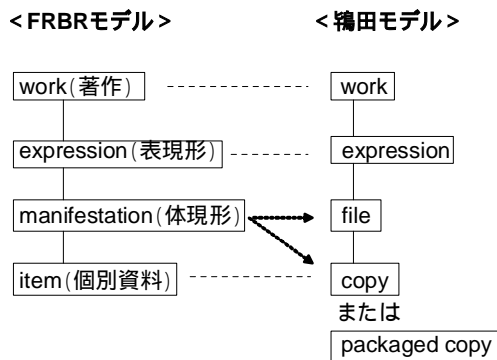 <FRBRモデル>
<鴇田モデル>
work(著作)
work
expression(表現形)
expression
manifestation(体現形)
file
item(個別資料)
copy
または
packaged copy